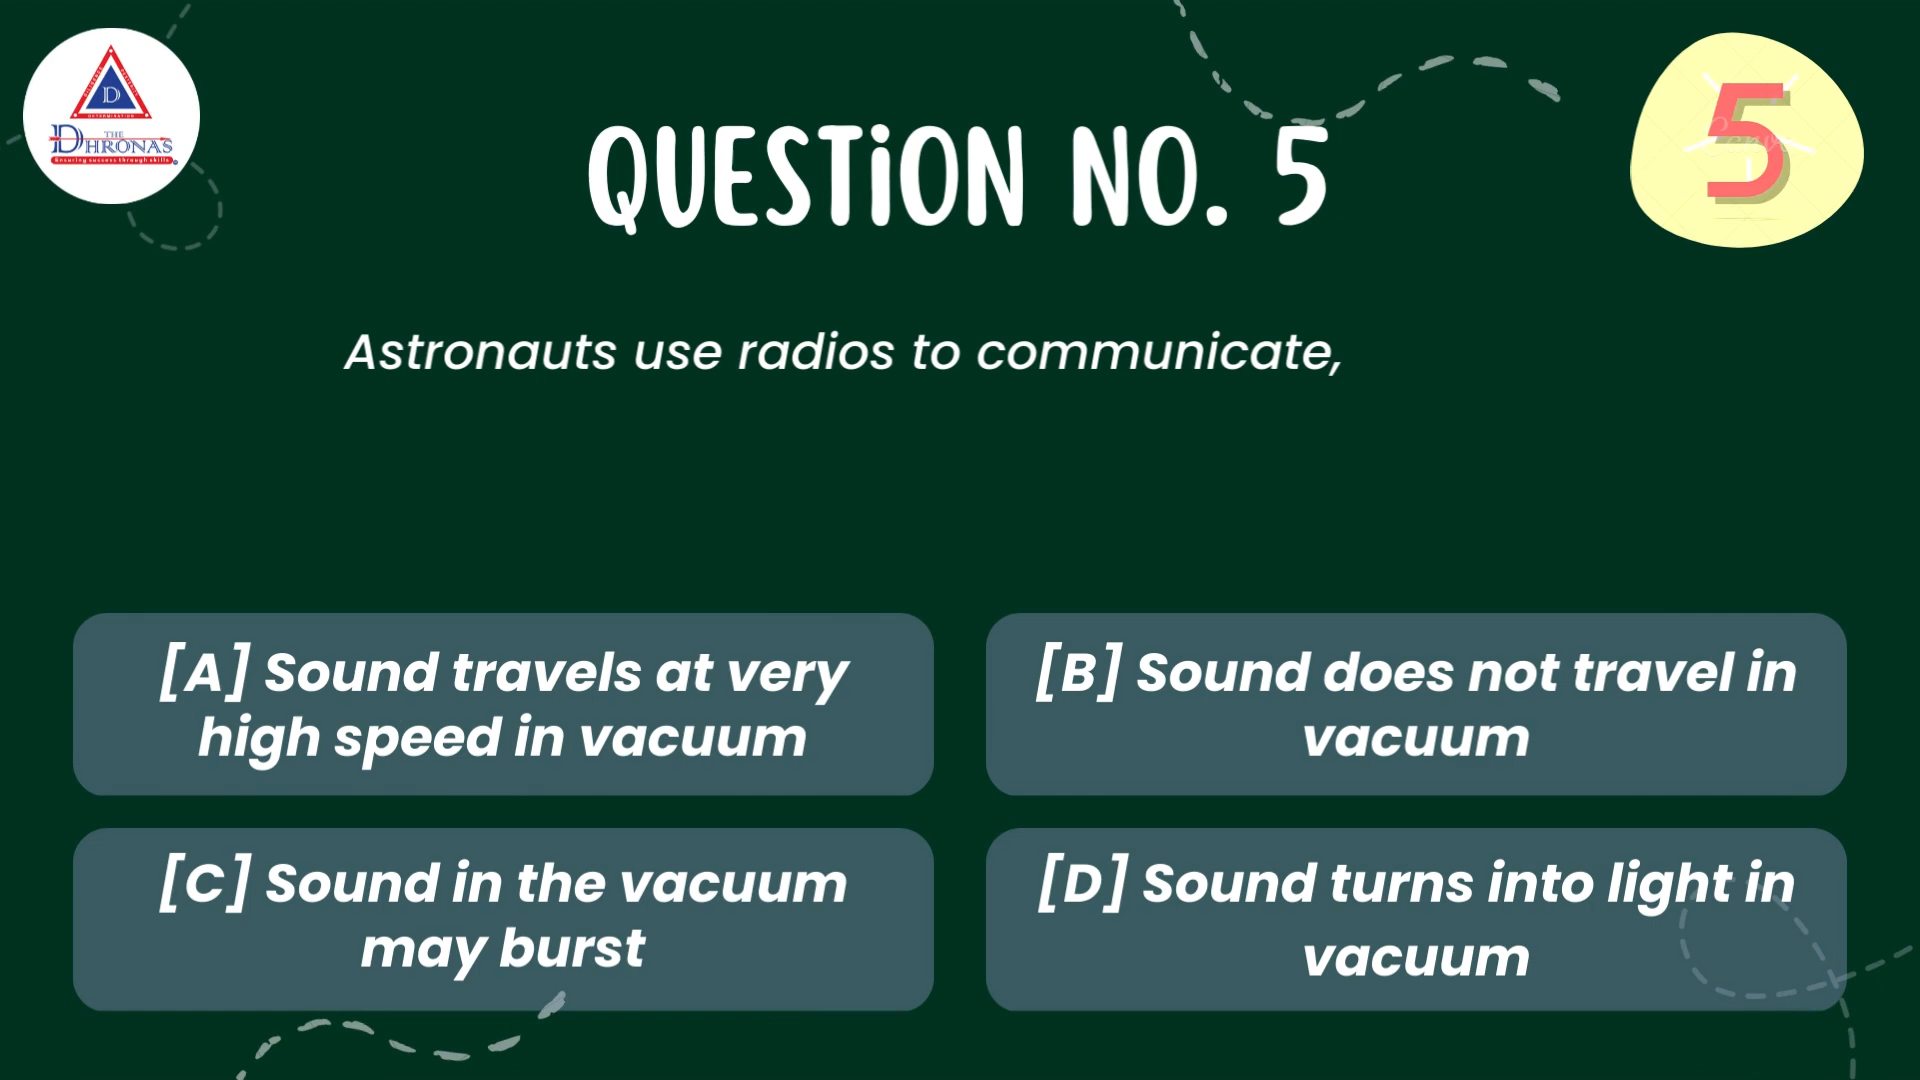 D
DETERMINATION
THE
DHRONAS
Ensuring success through skills
QUESTiON NO. 5
5
Astronauts use radios to communicate,
[A] Sound travels at very
high speed in vacuum
[B] Sound does not travel in
vacuum
[C] Sound in the vacuum
may burst
[D] Sound turns into light in
vacuum